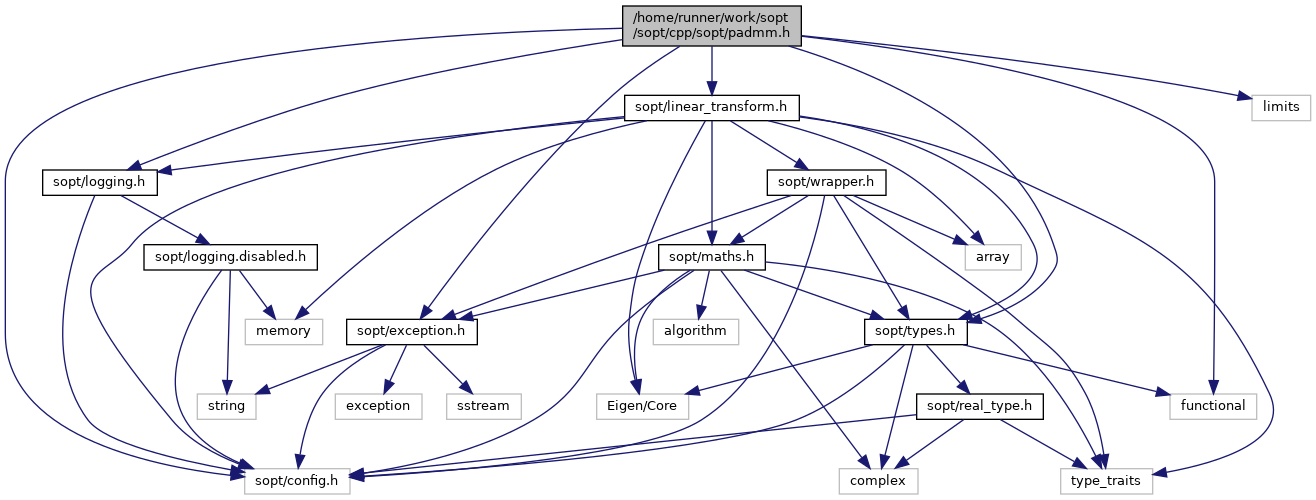 /home/runner/work/sopt
/sopt/cpp/sopt/padmm.h
sopt/linear_transform.h
limits
sopt/logging.h
sopt/wrapper.h
sopt/logging.disabled.h
sopt/maths.h
array
memory
sopt/exception.h
algorithm
sopt/types.h
string
exception
sstream
Eigen/Core
sopt/real_type.h
functional
sopt/config.h
complex
type_traits